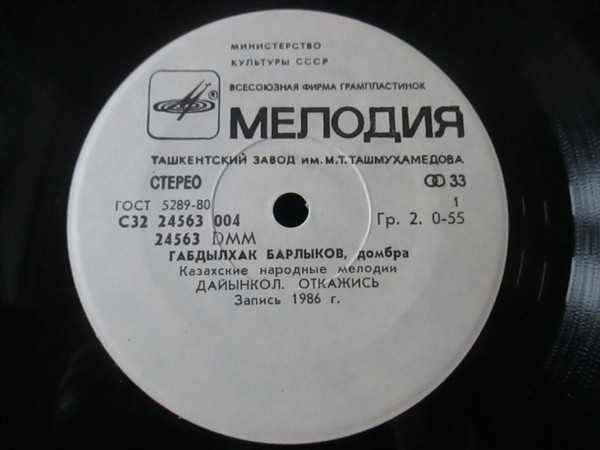 МИНИСТЕРСТВО
КУЛЬТУРЫ СССР
ВСЕСОЮЗНАЯ ФИРМА ГРАМПЛАСТИНОК
®
МЕЛОДИЯ
ТАШКЕНТСКИЙ ЗАВОД ИМ. М.Т. ТАШМУХАМЕДОВА
СТЕРЕО 33
ГОСТ 5289-80 1
С32 24563 004 Гр. 2. 0-55
24563 DMM
ГАБДЫЛХАК БАРЛЫКОВ, домбра
Казахские народные мелодии
ДАЙЫНКОЛ. ОТКАЖИСЬ
Запись 1986 г.